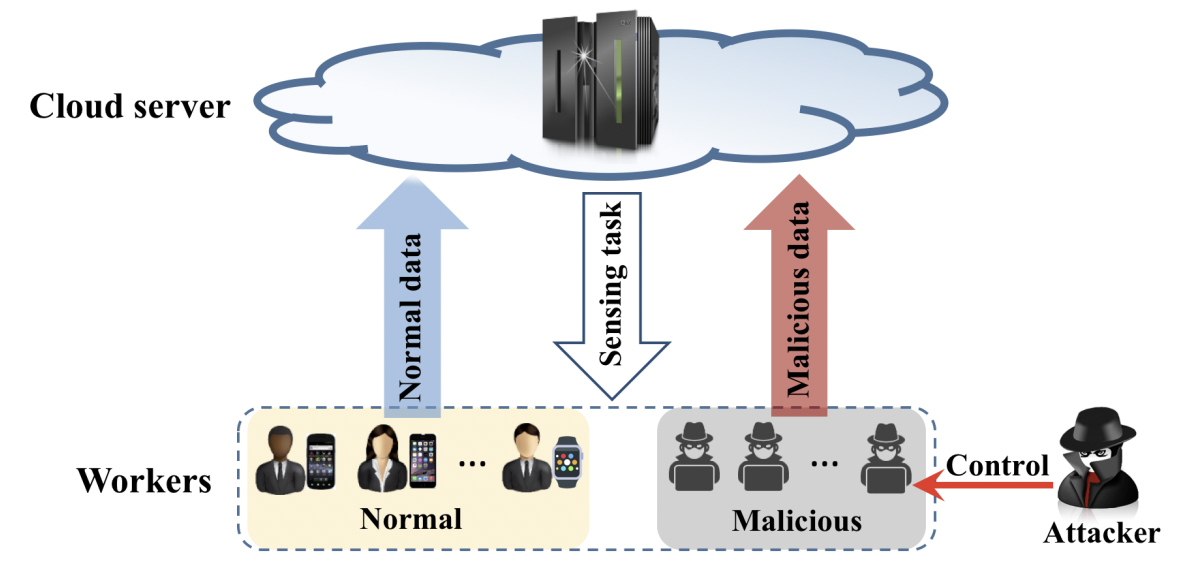 Cloud server
Normal data
Sensing task
Malicious data
Workers
...
...
Normal
Malicious
Control
Attacker